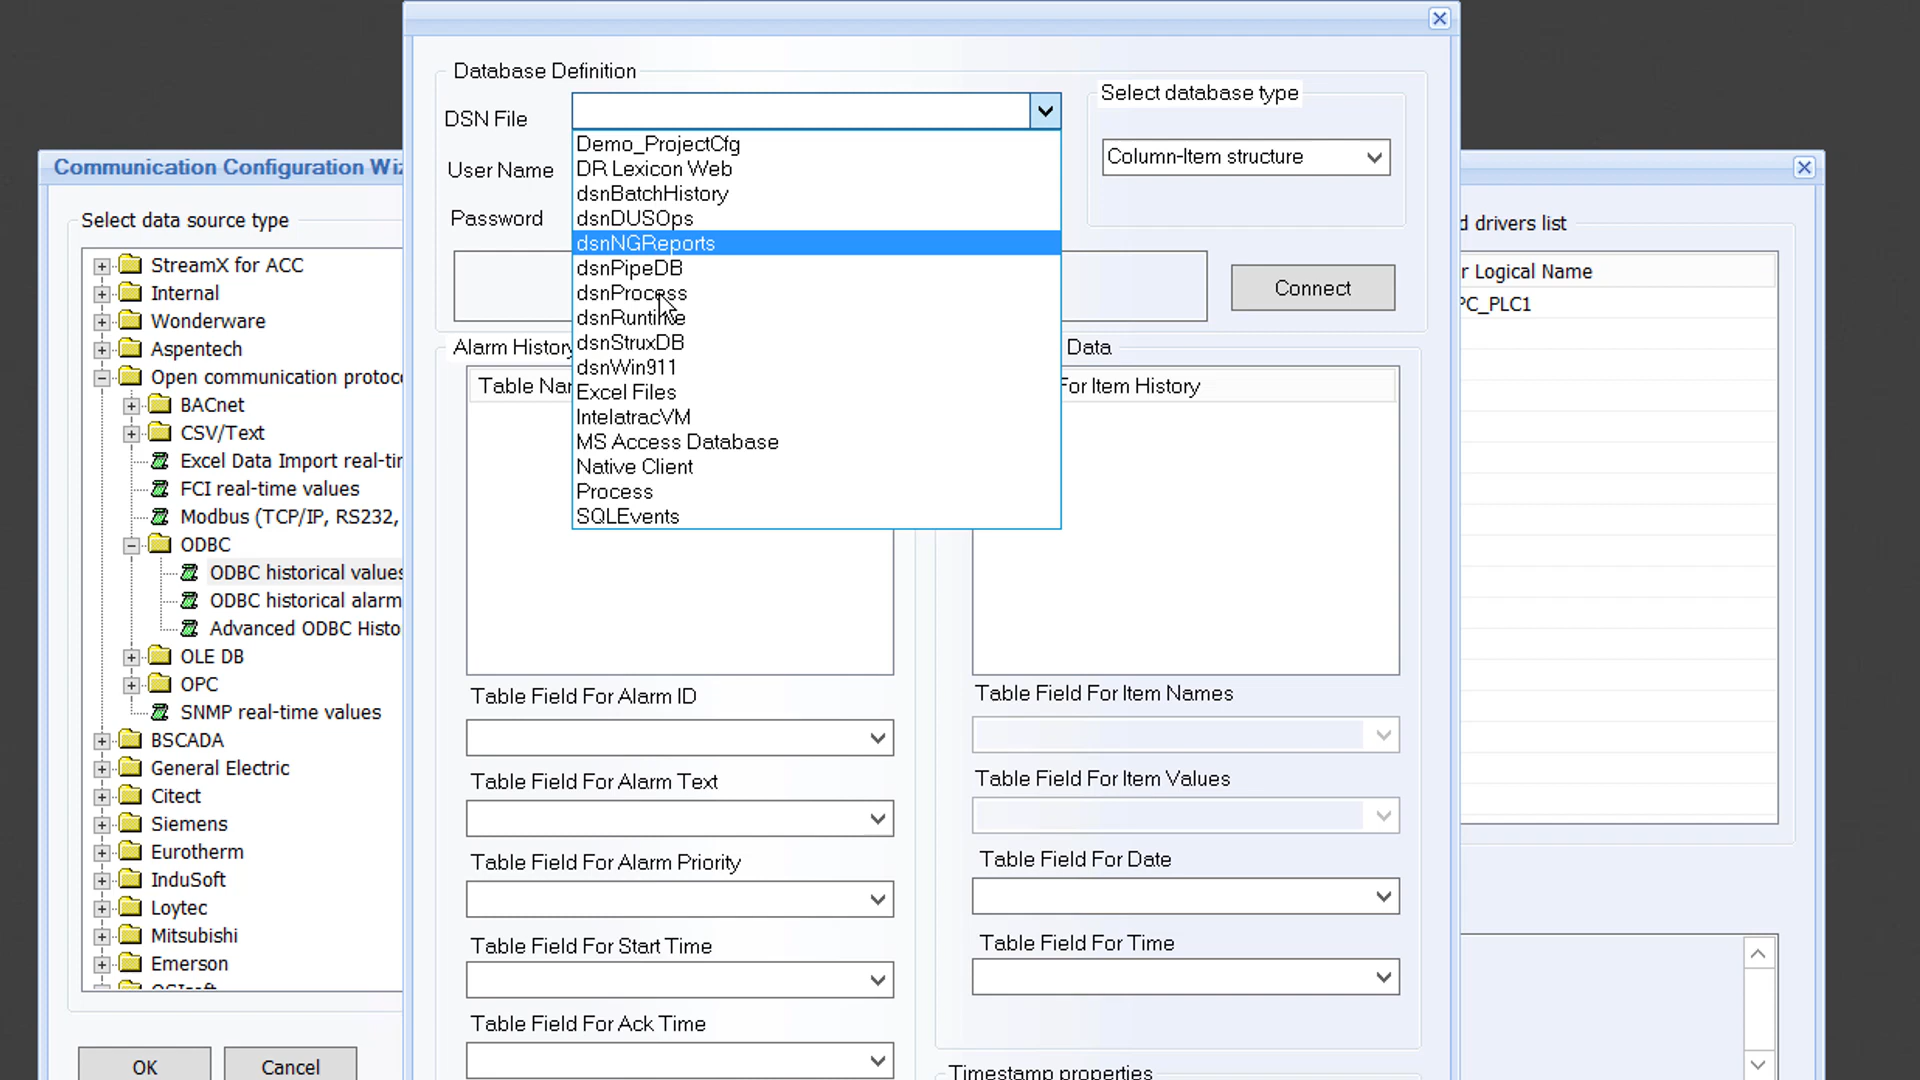 Database Definition
DSN File
User Name
Password
Select database type
Column-Item structure
Connect
Demo_ProjectCfg
DR Lexicon Web
dsnBatchHistory
dsnDUSOps
dsnNGReports
dsnPipeDB
dsnProcess
dsnRuntime
dsnStruxDB
dsnWin911
Excel Files
IntelatracVM
MS Access Database
Native Client
Process
SQLEvents
Communication Configuration Wiz
Select data source type
StreamX for ACC
Internal
Wonderware
Aspentech
Open communication protoco
BACnet
CSV/Text
Excel Data Import real-tir
FCI real-time values
Modbus (TCP/IP, RS232,
ODBC
ODBC historical values
ODBC historical alarm
Advanced ODBC Histo
OLE DB
OPC
SNMP real-time values
BSCADA
General Electric
Citect
Siemens
Eurotherm
InduSoft
Loytec
Mitsubishi
Emerson
OK
Cancel
Alarm History
Table Nar
Table Field For Alarm ID
Table Field For Alarm Text
Table Field For Alarm Priority
Table Field For Start Time
Table Field For Ack Time
Data
For Item History
Table Field For Item Names
Table Field For Item Values
Table Field For Date
Table Field For Time
Timestamp properties
d drivers list
r Logical Name
PC_PLC1